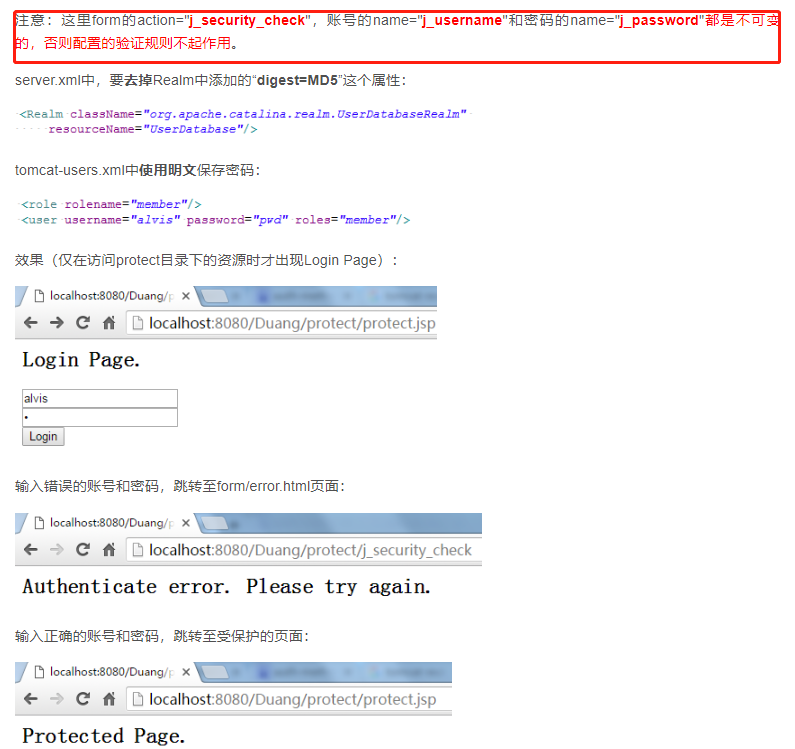 注意：这里form的action="j_security_check"，账号的name="j_username"和密码的name="j_password"都是不可变
的，否则配置的验证规则不起作用。
server.xml中，要去掉Realm中添加的“digest=MD5”这个属性：
<Realm className="org.apache.catalina.realm.UserDatabaseRealm"
resourceName="UserDatabase"/>
tomcat-users.xml中使用明文保存密码：
<role rolename="member"/>
<user username="alvis" password="pwd" roles="member"/>
效果（仅在访问protect目录下的资源时才出现Login Page）：
localhost:8080/Duang/p
localhost:8080/Duang/protect/protect.jsp
Login Page.
alvis
Login
输入错误的账号和密码，跳转至form/error.html页面：
localhost:8080/Duang/p
localhost:8080/Duang/protect/j_security_check
Authenticate error. Please try again.
输入正确的账号和密码，跳转至受保护的页面：
localhost:8080/Duang/p
localhost:8080/Duang/protect/protect.jsp
Protected Page.